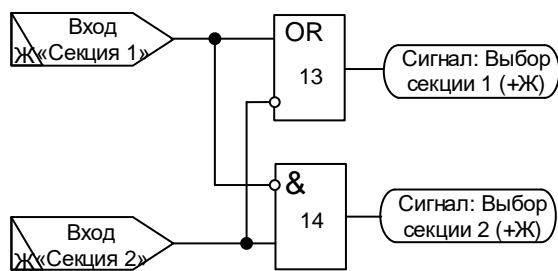 Вход
Ж «Секция 1»
OR
13
Сигнал: Выбор
секции 1 (+Ж)
&
14
Вход
Ж «Секция 2»
Сигнал: Выбор
секции 2 (+Ж)